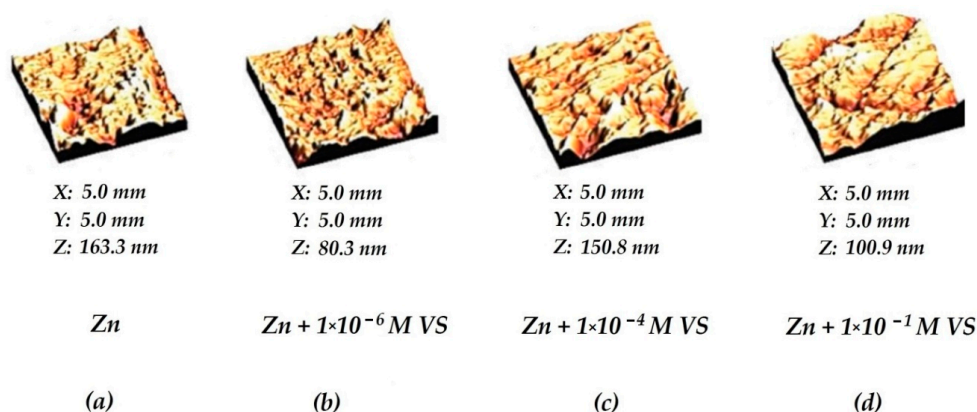 X: 5.0 mm
Y: 5.0 mm
Z: 163.3 nm
X: 5.0 mm
Y: 5.0 mm
Z: 80.3 nm
X: 5.0 mm
Y: 5.0 mm
Z: 150.8 nm
X: 5.0 mm
Y: 5.0 mm
Z: 100.9 nm
Zn
Zn + 1×10⁻⁶ M VS
Zn + 1×10⁻⁴ M VS
Zn + 1×10⁻¹ M VS
(a)
(b)
(c)
(d)